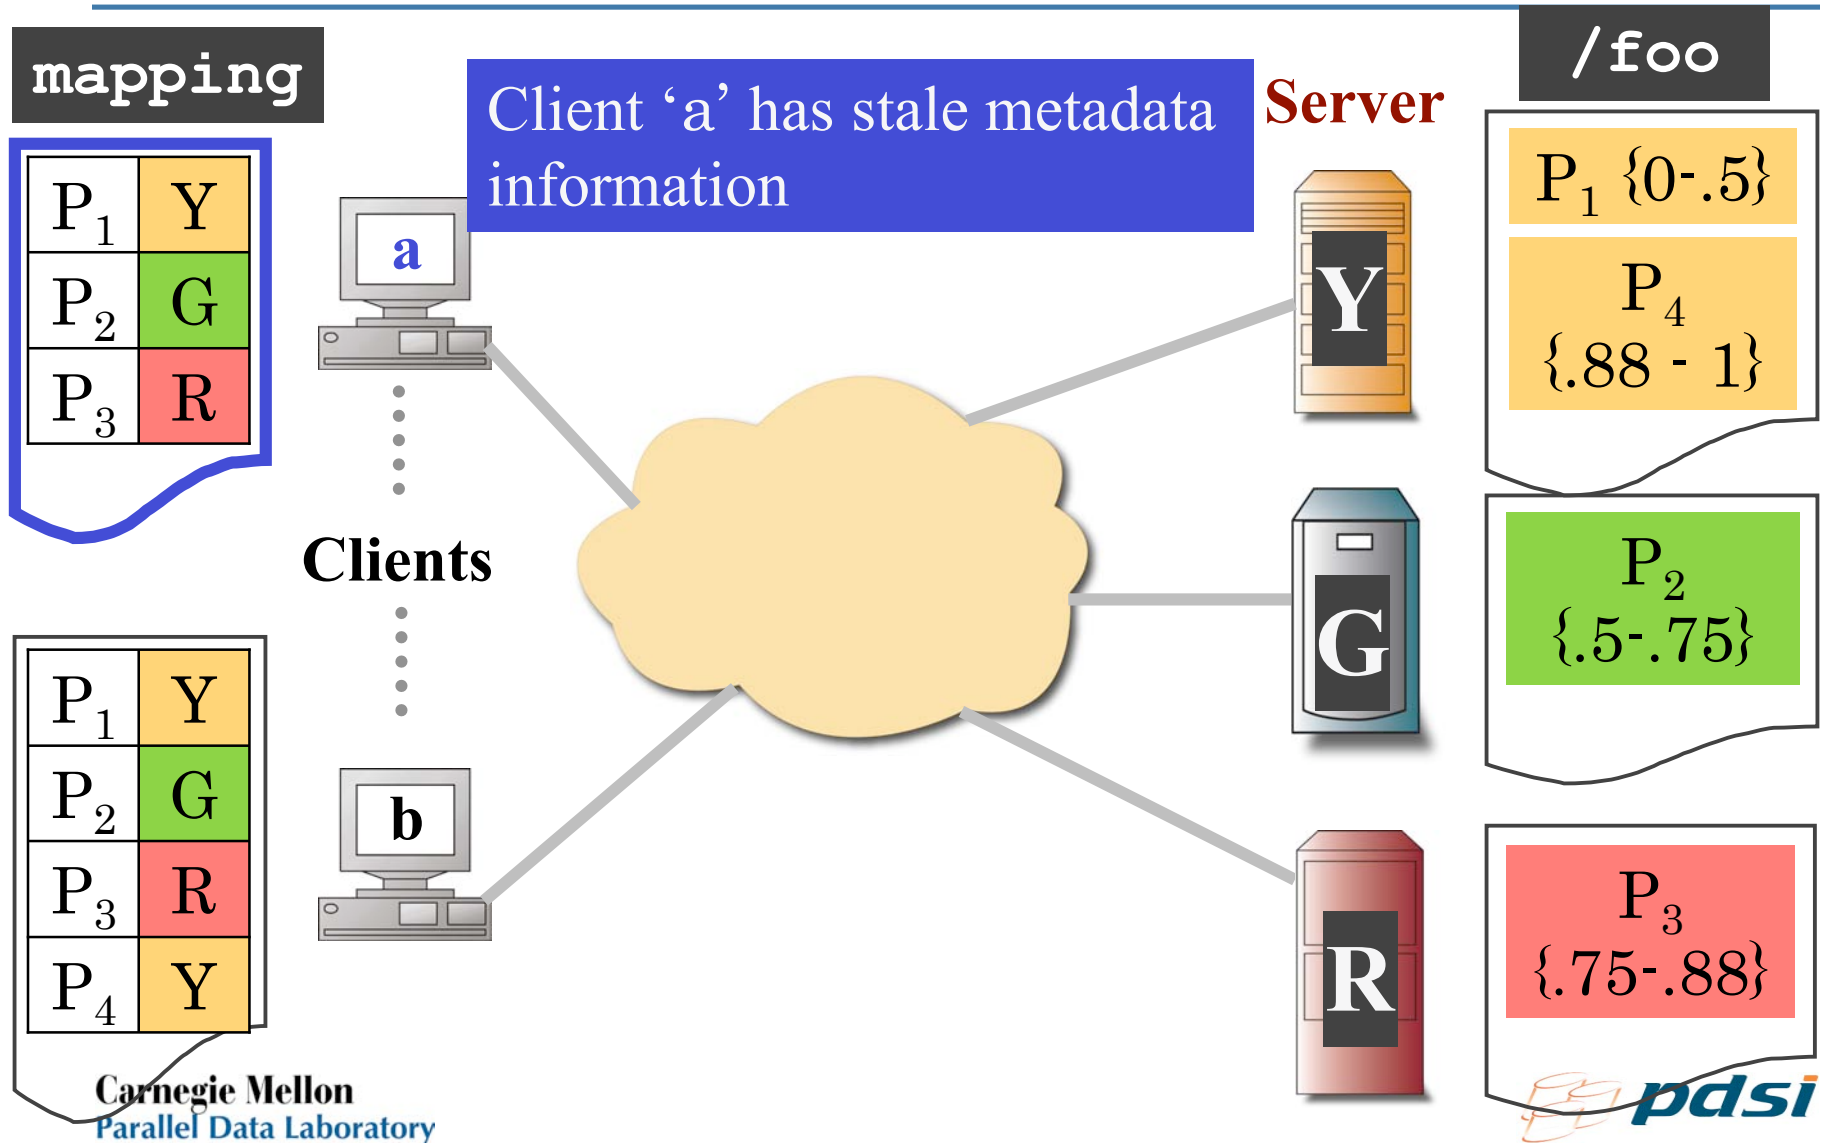 mapping
Client ‘a’ has stale metadata
information
Server
/foo
P1 Y
P2 G
P3 R
a
Y
P1 {0-.5}
P4
{.88 - 1}
Clients
G
P2
{.5-.75}
P1 Y
P2 G
P3 R
P4 Y
b
R
P3
{.75-.88}
Carnegie Mellon
Parallel Data Laboratory
pdsi